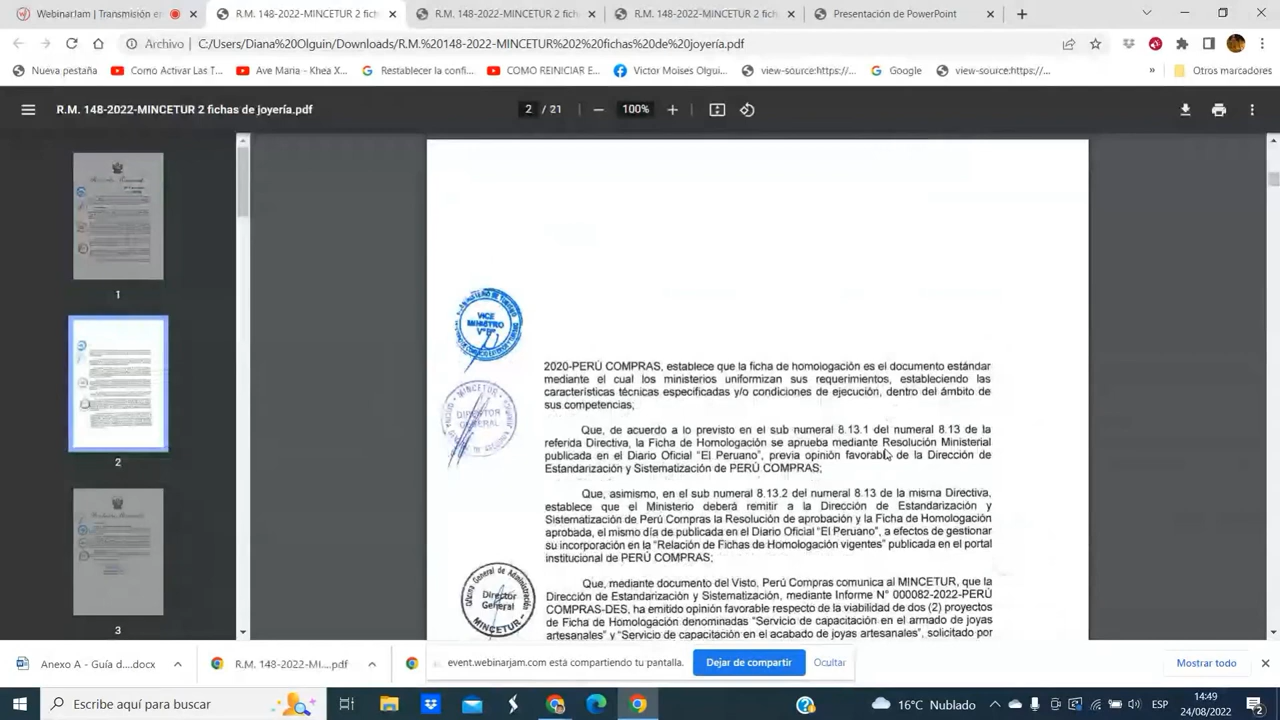 WebinarJam | Transmisión en
R.M. 148-2022-MINCETUR 2 fich
R.M. 148-2022-MINCETUR 2 fich
R.M. 148-2022-MINCETUR 2 fich
Presentación de PowerPoint
Archivo
C:/Users/Diana%20Olguin/Downloads/R.M.%20148-2022-MINCETUR%202%20fichas%20de%20joyería.pdf
Nueva pestaña
Como Activar Las T...
Ave Maria - Khea X...
Restablecer la confi...
COMO REINICIAR E...
Victor Moises Olgui...
view-source:https://...
Google
view-source:https://...
»
Otros marcadores
R.M. 148-2022-MINCETUR 2 fichas de joyería.pdf
2 / 21
100%
1
2
3
VICE
MINISTRO
MINCETUR
DIRECTOR
GENERAL
2020-PERÚ COMPRAS, establece que la ficha de homologación es el documento estándar
mediante el cual los ministerios uniformizan sus requerimientos, estableciendo las
características técnicas especificadas y/o condiciones de ejecución, dentro del ámbito de
sus competencias;
Que, de acuerdo a lo previsto en el sub numeral 8.13.1 del numeral 8.13 de la
referida Directiva, la Ficha de Homologación se aprueba mediante Resolución Ministerial
publicada en el Diario Oficial “El Peruano”, previa opinión favorable de la Dirección de
Estandarización y Sistematización de PERÚ COMPRAS;
Que, asimismo, en el sub numeral 8.13.2 del numeral 8.13 de la misma Directiva,
establece que el Ministerio deberá remitir a la Dirección de Estandarización y
Sistematización de Perú Compras la Resolución de aprobación y la Ficha de Homologación
aprobada, el mismo día de publicada en el Diario Oficial “El Peruano”, a efectos de gestionar
su incorporación en la “Relación de Fichas de Homologación vigentes” publicada en el portal
institucional de PERÚ COMPRAS;
Oficina General de Administración
Director
General
MINCETUR
Que, mediante documento del Visto, Perú Compras comunica al MINCETUR, que la
Dirección de Estandarización y Sistematización, mediante Informe N° 000082-2022-PERÚ
COMPRAS-DES, ha emitido opinión favorable respecto de la viabilidad de dos (2) proyectos
de Ficha de Homologación denominadas “Servicio de capacitación en el armado de joyas
artesanales” y “Servicio de capacitación en el acabado de joyas artesanales”, solicitado por
Anexo A - Guía d....docx
R.M. 148-2022-MI....pdf
event.webinarjam.com está compartiendo tu pantalla.
Dejar de compartir
Ocultar
Mostrar todo
Escribe aquí para buscar
16°C Nublado
ESP
14:49
24/08/2022
2